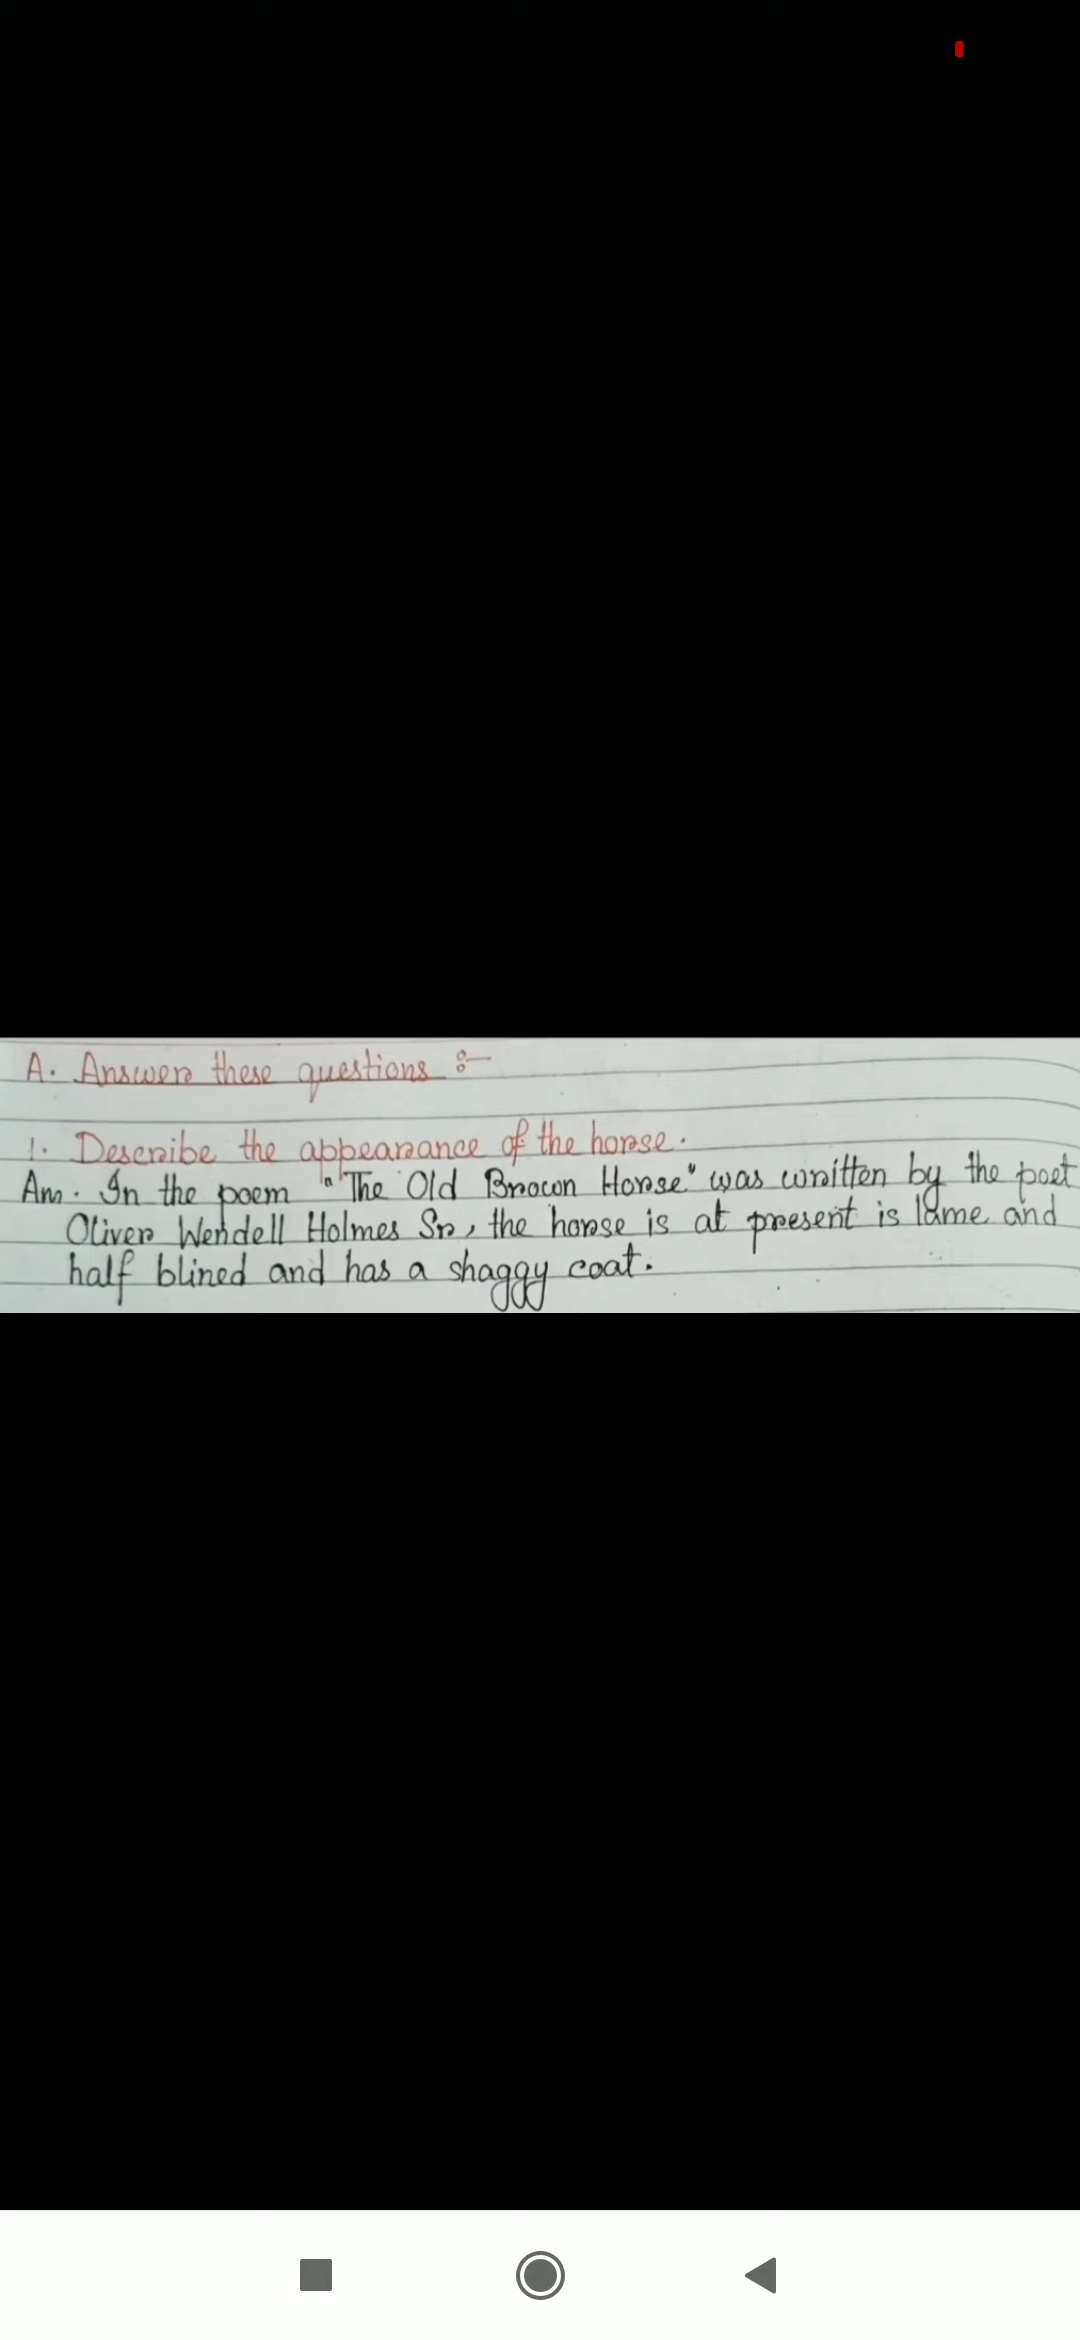 A. Answer these questions :-
1. Describe the appearance of the horse.
Ans. In the poem "The Old Brown Horse" was written by the poet
Oliver Wendell Holmes Sr, the horse is at present is lame and
half blined and has a shaggy coat.